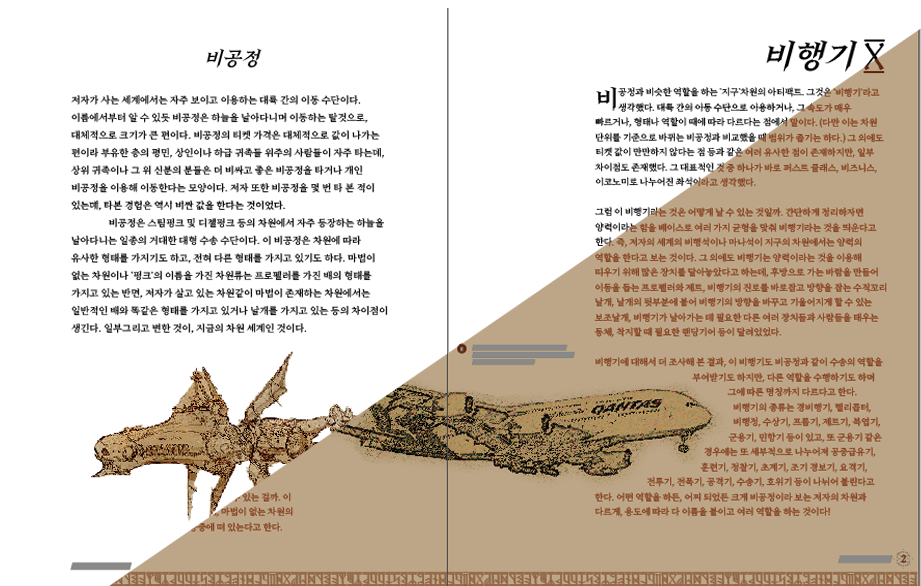 비공정
저자가 사는 세계에서는 자주 보이고 이용하는 대륙 간의 이동 수단이다.
이름에서부터 알 수 있듯 비공정은 하늘을 날아다니며 이동하는 탈것으로,
대체적으로 크기가 큰 편이다. 비공정의 티켓 가격은 대체적으로 값이 나가는
편이라 부유한 층의 평민, 상인이나 하급 귀족들 위주의 사람들이 자주 타는데,
상위 귀족이나 그 위 신분의 분들은 더 비싸고 좋은 비공정을 타거나 개인
비공정을 이용해 이동한다는 모양이다. 저자 또한 비공정을 몇 번 타 본 적이
있는데, 타본 경험은 역시 비싼 값을 한다는 것이었다.
비공정은 스팀펑크 및 디젤펑크 등의 차원에서 자주 등장하는 하늘을
날아다니는 일종의 거대한 대형 수송 수단이다. 이 비공정은 차원에 따라
유사한 형태를 가지기도 하고, 전혀 다른 형태를 가지고 있기도 하다. 마법이
없는 차원이나 '펑크'의 이름을 가진 차원류는 프로펠러를 가진 배의 형태를
가지고 있는 반면, 저자가 살고 있는 차원같이 마법이 존재하는 차원에서는
일반적인 배와 똑같은 형태를 가지고 있거나 날개를 가지고 있는 등의 차이점이
생긴다. 일부그리고 변한 것이, 지금의 차원 세계인 것이다.
있는 걸까. 이
마법이 없는 차원의
중에 떠 있는다고 한다.
비행기 X
비공정과 비슷한 역할을 하는 '지구'차원의 아티팩트. 그것은 '비행기'라고
생각했다. 대륙 간의 이동 수단으로 이용하거나, 그 속도가 매우
빠르거나, 형태나 역할이 때에 따라 다르다는 점에서 말이다. (다만 이는 차원
단위를 기준으로 바뀌는 비공정과 비교했을 때 범위가 좁기는 하다.) 그 외에도
티켓 값이 만만하지 않다는 점 등과 같은 여러 유사한 점이 존재하지만, 일부
차이점도 존재했다. 그 대표적인 것 중 하나가 바로 퍼스트 클래스, 비즈니스,
이코노미로 나누어진 좌석이라고 생각했다.
그럼 이 비행기라는 것은 어떻게 날 수 있는 것일까. 간단하게 정리하자면
양력이라는 힘을 베이스로 여러 가지 균형을 맞춰 비행기라는 것을 띄운다고
한다. 즉, 저자의 세계의 비행석이나 마나석이 지구의 차원에서는 양력의
역할을 한다고 보는 것이다. 그 외에도 비행기는 양력이라는 것을 이용해
띄우기 위해 많은 장치를 달아놓았다고 하는데, 후방으로 가는 바람을 만들어
이동을 돕는 프로펠러와 제트, 비행기의 진로를 바로잡고 방향을 잡는 수직꼬리
날개, 날개의 뒷부분에 붙어 비행기의 방향을 바꾸고 기울어지게 할 수 있는
보조날개, 비행기가 날아가는 데 필요한 다른 여러 장치들과 사람들을 태우는
동체, 착지할 때 필요한 랜딩기어 등이 달려있었다.
비행기에 대해서 더 조사해 본 결과, 이 비행기도 비공정과 같이 수송의 역할을
부여받기도 하지만, 다른 역할을 수행하기도 하며
그에 따른 명칭까지 다르다고 한다.
비행기의 종류는 경비행기, 헬리콥터,
비행정, 수상기, 프롭기, 제트기, 복엽기,
군용기, 민항기 등이 있고, 또 군용기 같은
경우에는 또 세부적으로 나누어져 공중급유기,
훈련기, 정찰기, 초계기, 조기 경보기, 요격기,
전투기, 전폭기, 공격기, 수송기, 호위기 등이 나뉘어 불린다고
한다. 어떤 역할을 하든, 어찌 되었든 크게 비공정이라 보는 저자의 차원과
다르게, 용도에 따라 다 이름을 붙이고 여러 역할을 하는 것이다!
QANTAS
2